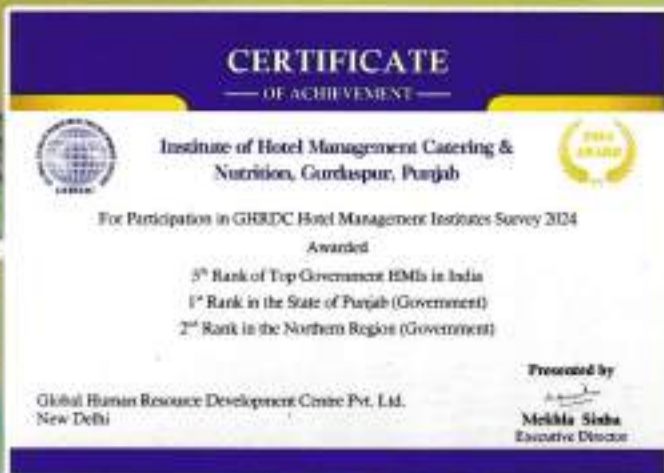 CERTIFICATE
OF ACHIEVEMENT
Institute of Hotel Management Catering &
Nutrition, Gurdaspur, Punjab
AWARD
For Participation in GHRDC Hotel Management Institutes Survey 2024
Awarded
5th Rank of Top Government HMIs in India
1st Rank in the State of Punjab (Government)
2nd Rank in the Northern Region (Government)
Presented by
Global Human Resource Development Centre Pvt. Ltd.
New Delhi
Mekhla Sinha
Executive Director